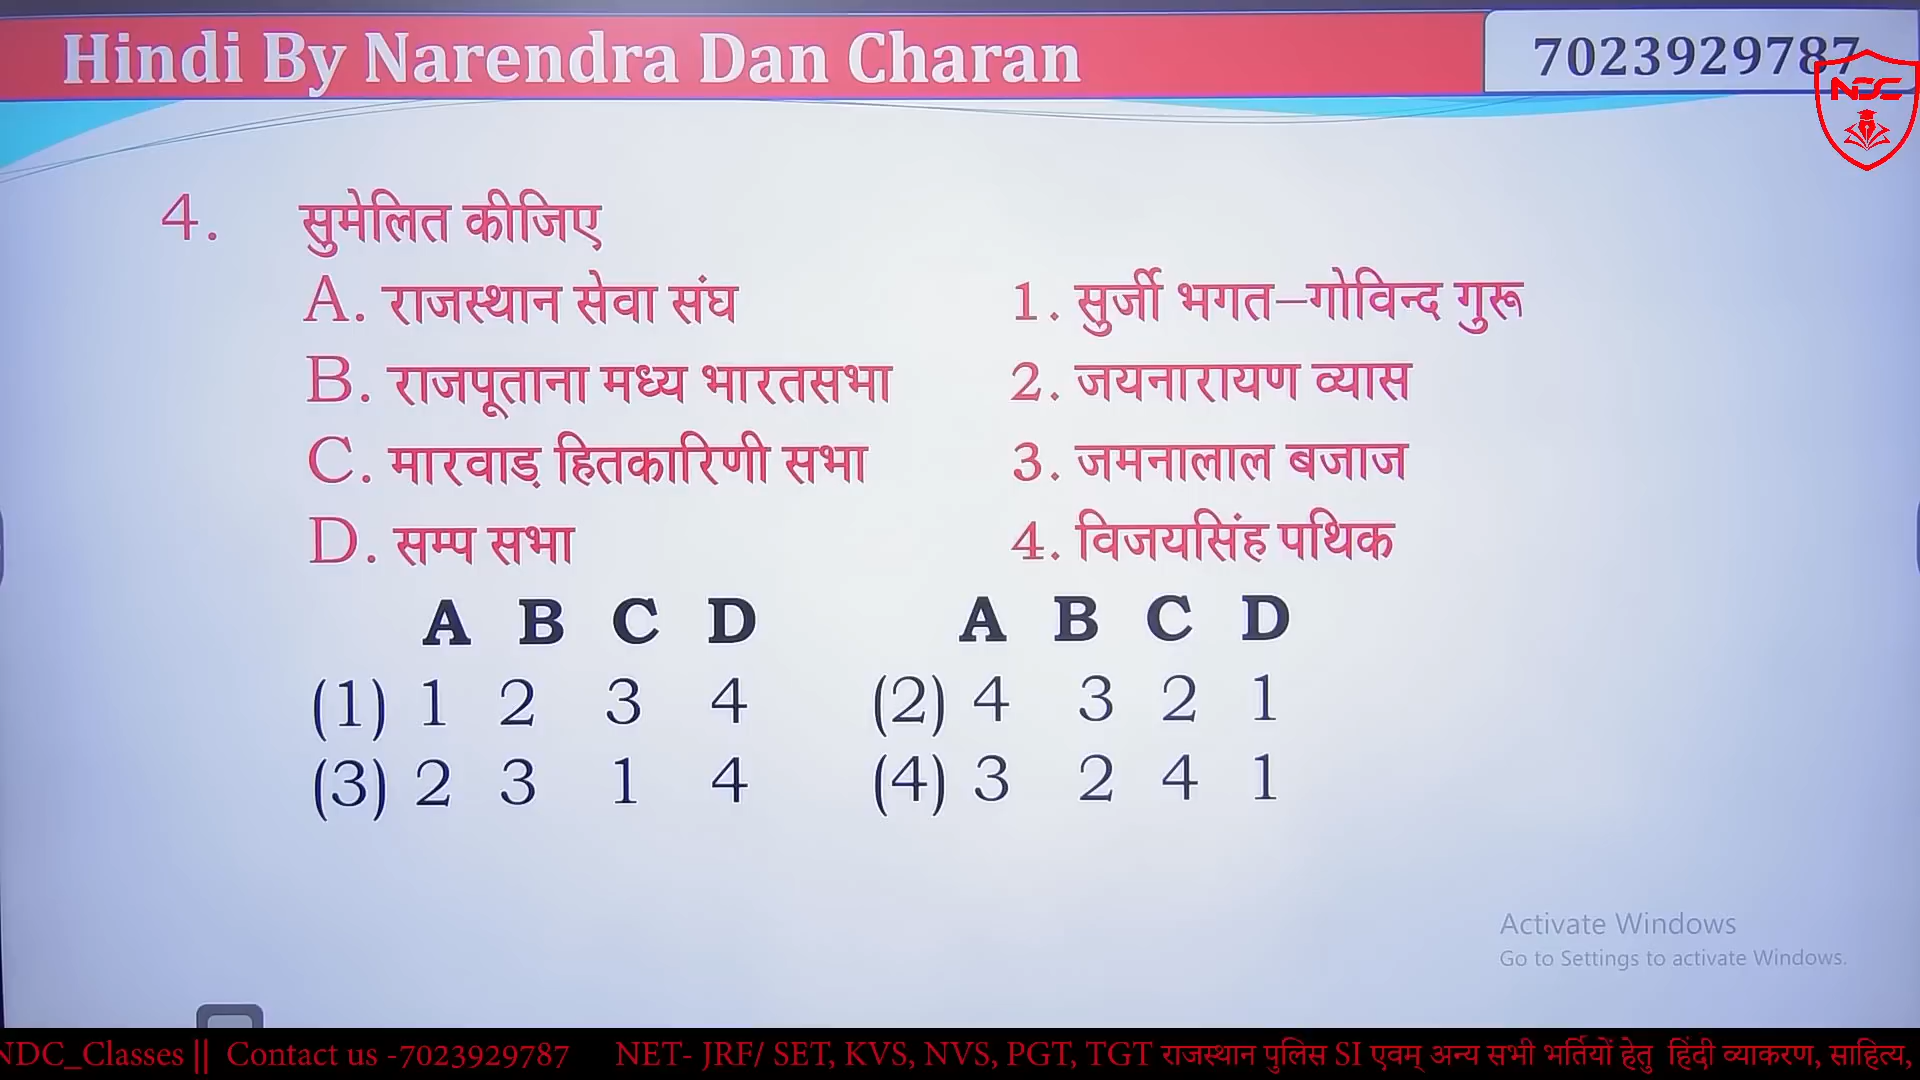 Hindi By Narendra Dan Charan 7023929787
NSC
4. सुमेलित कीजिए
A. राजस्थान सेवा संघ 1. सुर्जी भगत–गोविन्द गुरू
B. राजपूताना मध्य भारतसभा 2. जयनारायण व्यास
C. मारवाड़ हितकारिणी सभा 3. जमनालाल बजाज
D. सम्प सभा 4. विजयसिंह पथिक
A B C D A B C D
(1) 1 2 3 4 (2) 4 3 2 1
(3) 2 3 1 4 (4) 3 2 4 1
Activate Windows
Go to Settings to activate Windows.
NDC_Classes || Contact us -7023929787 NET- JRF/ SET, KVS, NVS, PGT, TGT राजस्थान पुलिस SI एवम् अन्य सभी भर्तियों हेतु हिंदी व्याकरण, साहित्य,